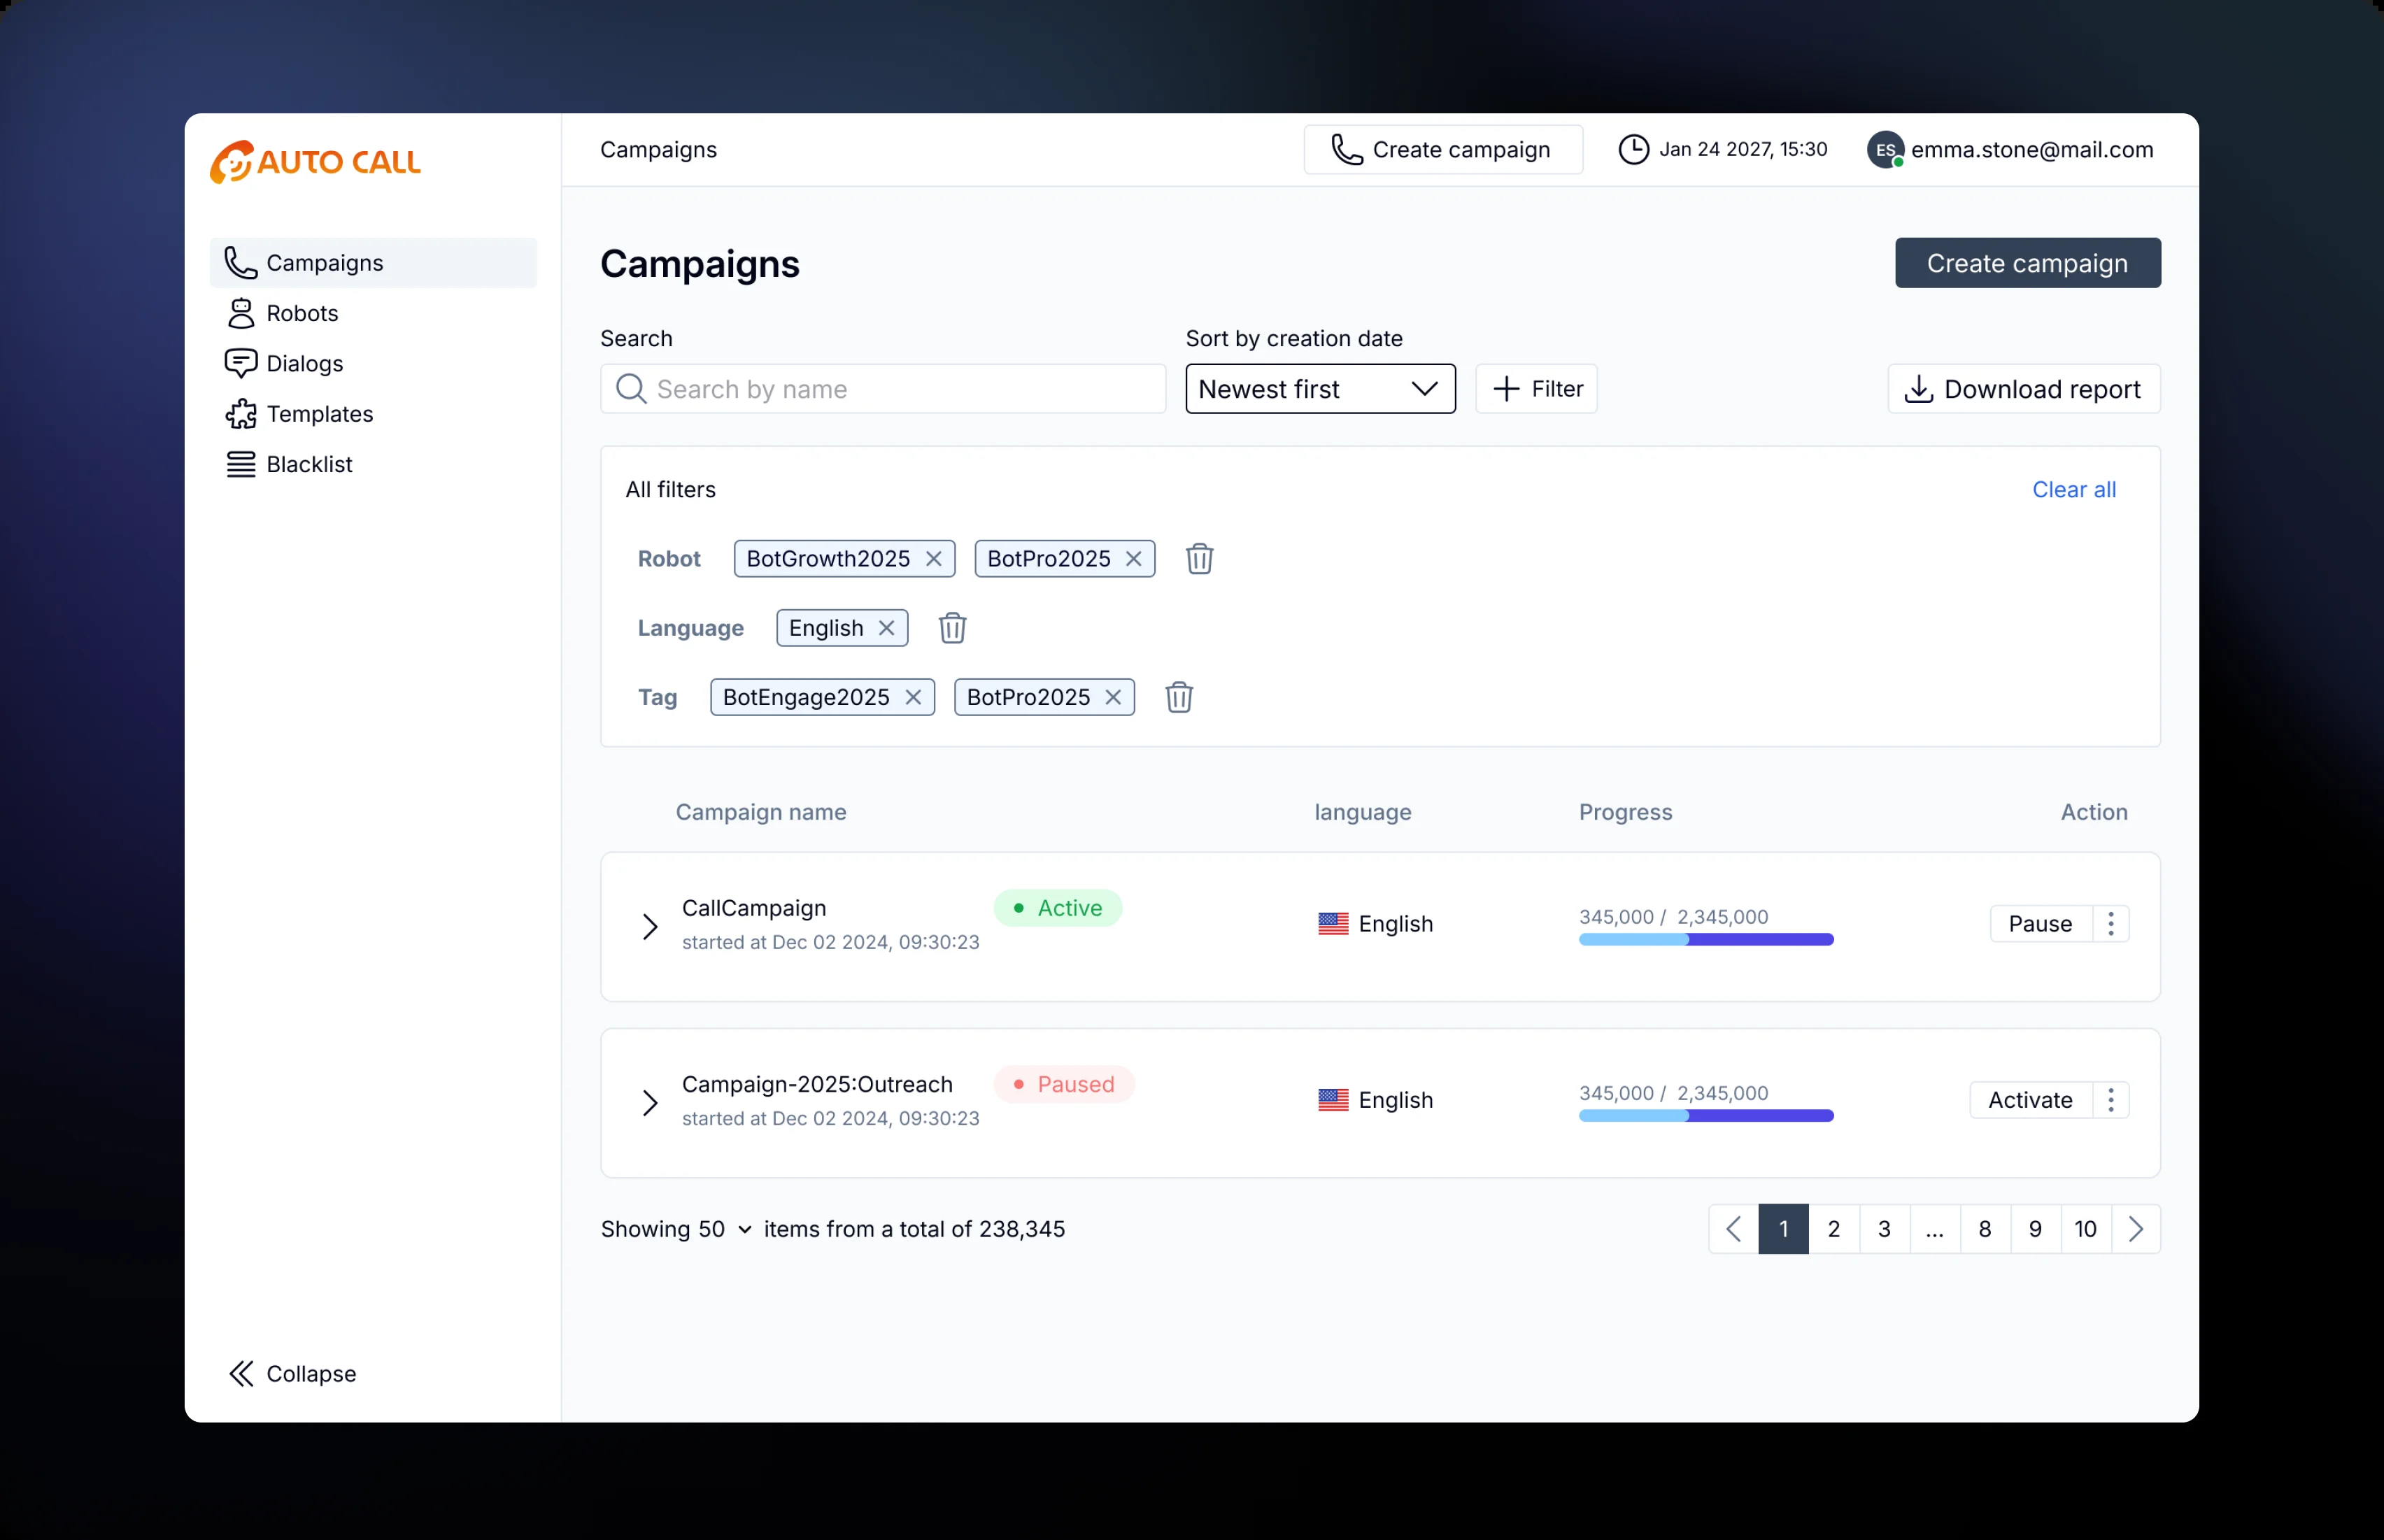 AUTO CALL
Campaigns
Robots
Dialogs
Templates
Blacklist
Collapse
Campaigns
Create campaign
Jan 24 2027, 15:30
ES
emma.stone@mail.com
Campaigns
Create campaign
Search
Search by name
Sort by creation date
Newest first
Filter
Download report
All filters
Clear all
Robot BotGrowth2025 BotPro2025
Language English
Tag BotEngage2025 BotPro2025
Campaign name language Progress Action
CallCampaign
Active
started at Dec 02 2024, 09:30:23
English
345,000 / 2,345,000
Pause
Campaign-2025:Outreach
Paused
started at Dec 02 2024, 09:30:23
English
345,000 / 2,345,000
Activate
Showing 50 items from a total of 238,345
1 2 3 ... 8 9 10